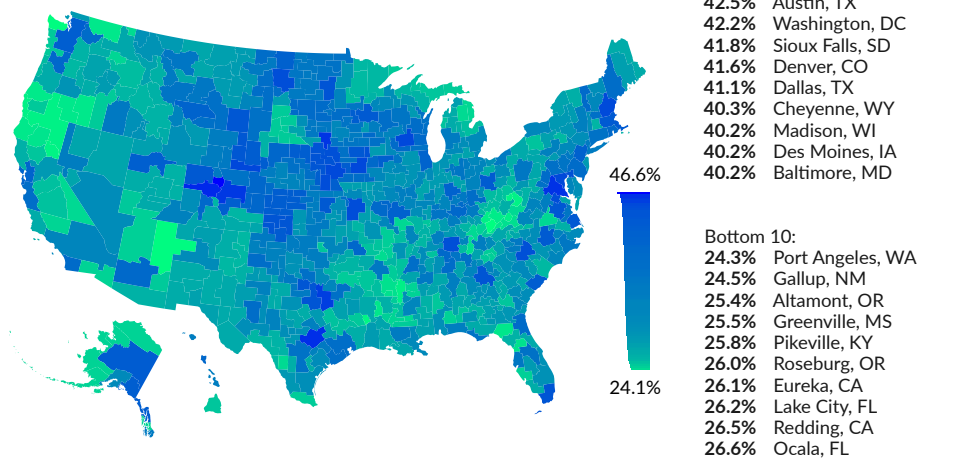 42.5% Austin, TX
42.2% Washington, DC
41.8% Sioux Falls, SD
41.6% Denver, CO
41.1% Dallas, TX
40.3% Cheyenne, WY
40.2% Madison, WI
40.2% Des Moines, IA
40.2% Baltimore, MD
46.6%
24.1%
Bottom 10:
24.3% Port Angeles, WA
24.5% Gallup, NM
25.4% Altamont, OR
25.5% Greenville, MS
25.8% Pikeville, KY
26.0% Roseburg, OR
26.1% Eureka, CA
26.2% Lake City, FL
26.5% Redding, CA
26.6% Ocala, FL